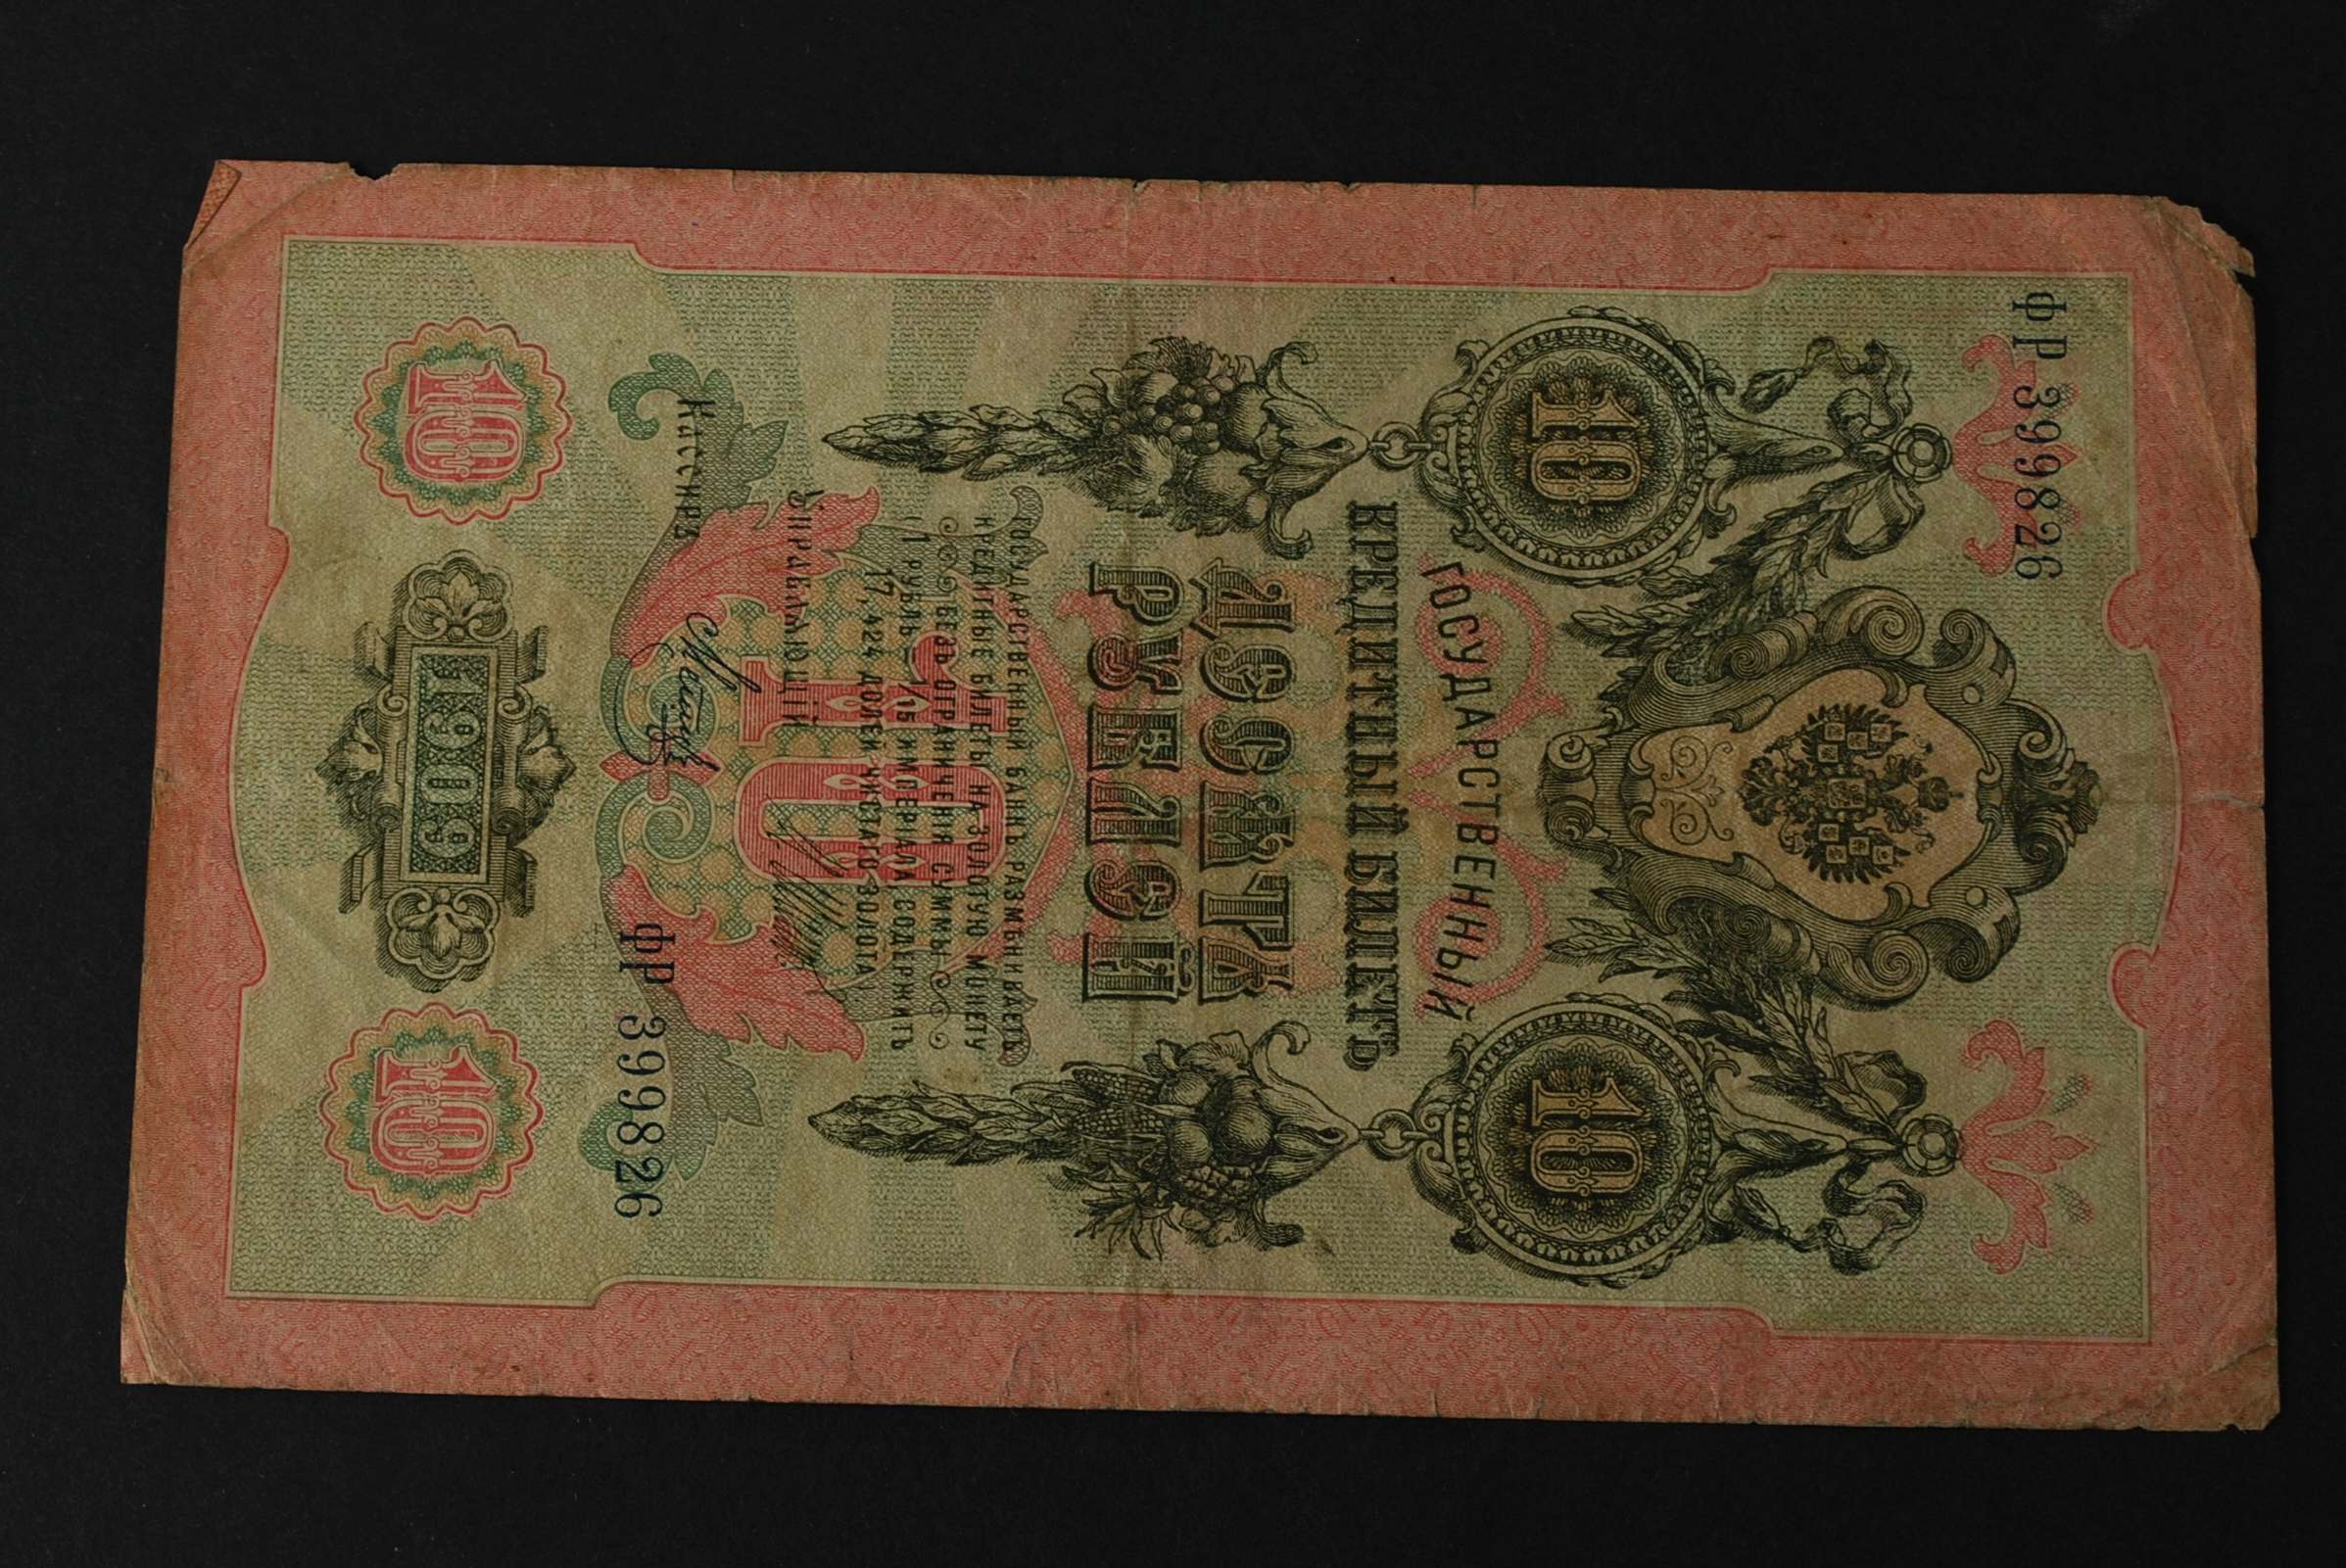 ФР 399826
10
10
ГОСУДАРСТВЕННЫЙ
КРЕДИТНЫЙ БИЛЕТЪ
ДЕСЯТЬ
РУБЛЕЙ
ГОСУДАРСТВЕННЫЙ БАНКЪ РАЗМѢНИВАЕТЪ
КРЕДИТНЫЕ БИЛЕТЫ НА ЗОЛОТУЮ МОНЕТУ
БЕЗЪ ОГРАНИЧЕНІЯ СУММЫ
(1 РУБЛЬ = 1/15 ИМПЕРІАЛА, СОДЕРЖИТЪ
17,424 ДОЛЕЙ ЧИСТАГО ЗОЛОТА)
10
Управляющій
Кассиръ
ФР 399826
10
1909
10